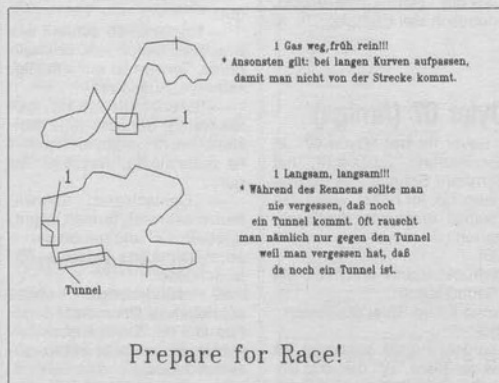 1 Gas weg,früh rein!!!
* Ansonsten gilt: bei langen Kurven aufpassen,
damit man nicht von der Strecke kommt.
1
1 Langsam, langsam!!!
* Während des Rennens sollte man
nie vergessen, daß noch
ein Tunnel kommt. Oft rauscht
man nämlich nur gegen den Tunnel
weil man vergessen hat, daß
da noch ein Tunnel ist.
1
Tunnel
Prepare for Race!